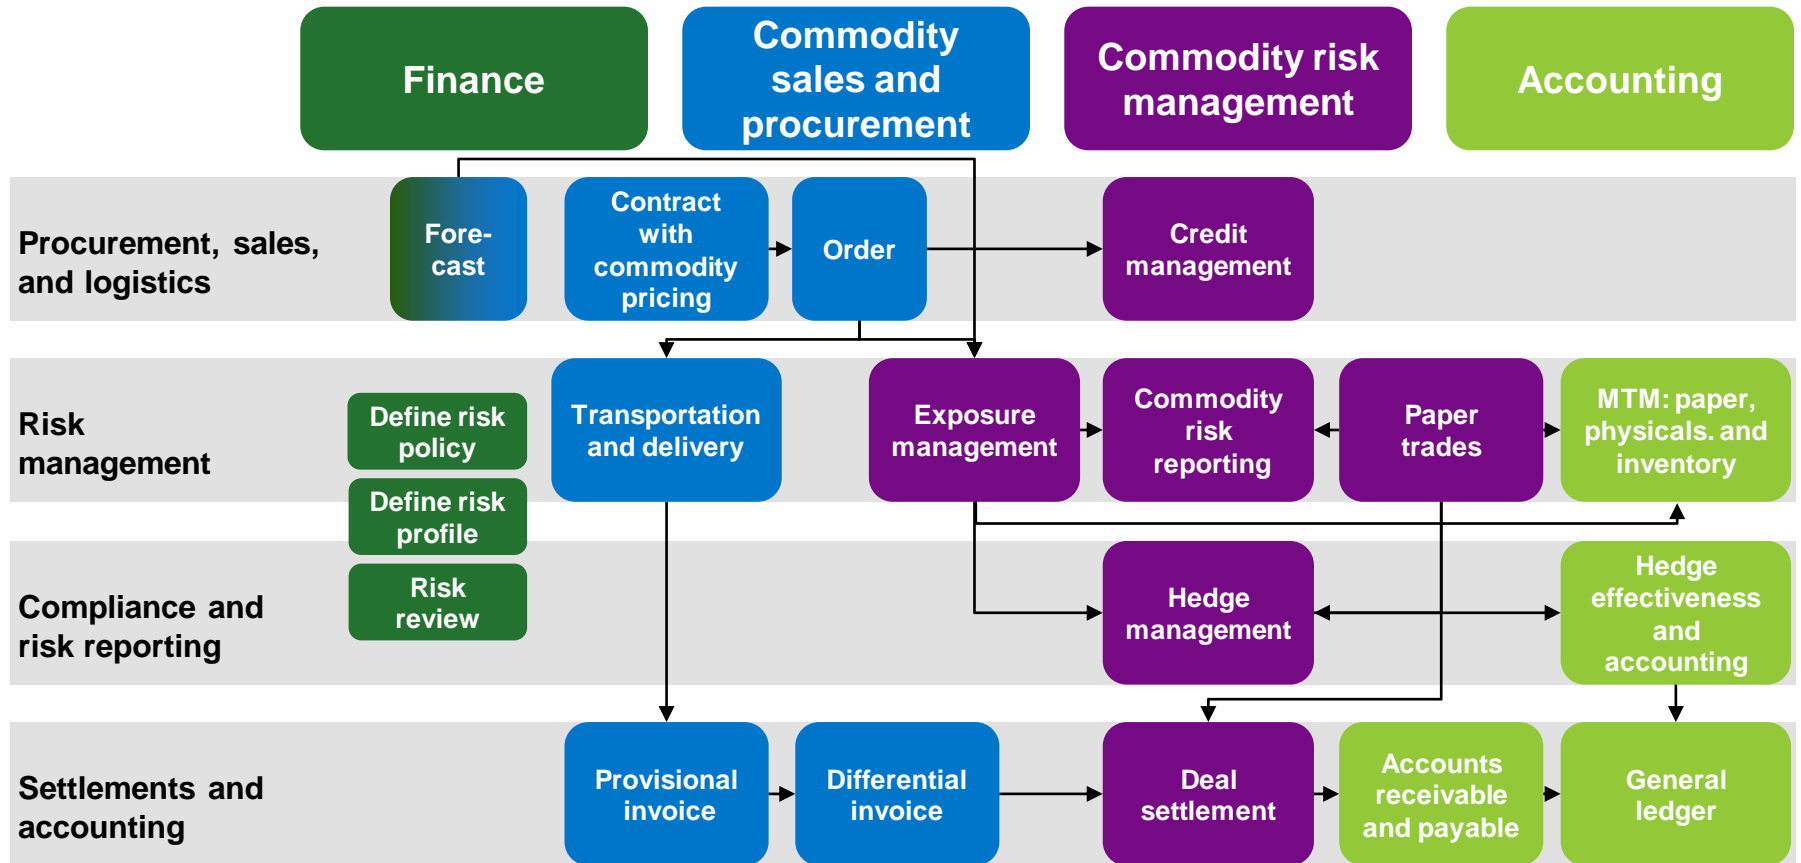 Finance
Commodity
sales and
procurement
Commodity risk
management
Accounting
Procurement, sales,
and logistics
Fore-
cast
Contract
with
commodity
pricing
Order
Credit
management
Risk
management
Define risk
policy
Define risk
profile
Transportation
and delivery
Exposure
management
Commodity
risk
reporting
Paper
trades
MTM: paper,
physicals. and
inventory
Compliance and
risk reporting
Risk
review
Hedge
management
Hedge
effectiveness
and
accounting
Settlements and
accounting
Provisional
invoice
Differential
invoice
Deal
settlement
Accounts
receivable
and payable
General
ledger